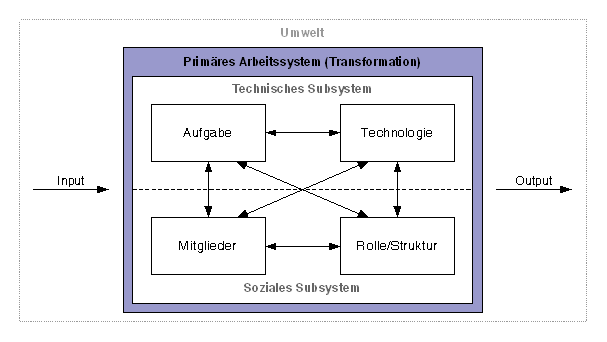 Umwelt
Primäres Arbeitssystem (Transformation)
Technisches Subsystem
Aufgabe
Technologie
Input
Output
Mitglieder
Rolle/Struktur
Soziales Subsystem